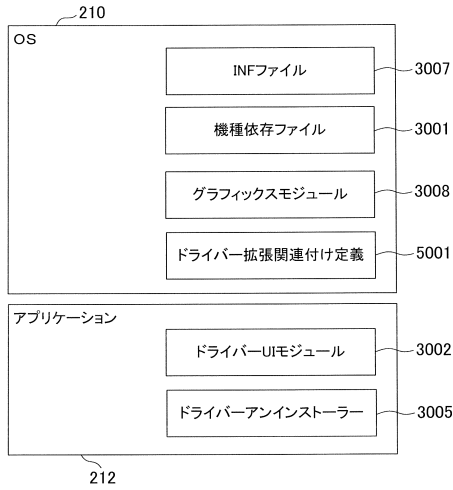 210
OS
INFファイル
3007
機種依存ファイル
3001
グラフィックスモジュール
3008
ドライバー拡張関連付け定義
5001
アプリケーション
ドライバーUIモジュール
3002
ドライバーアンインストーラー
3005
212